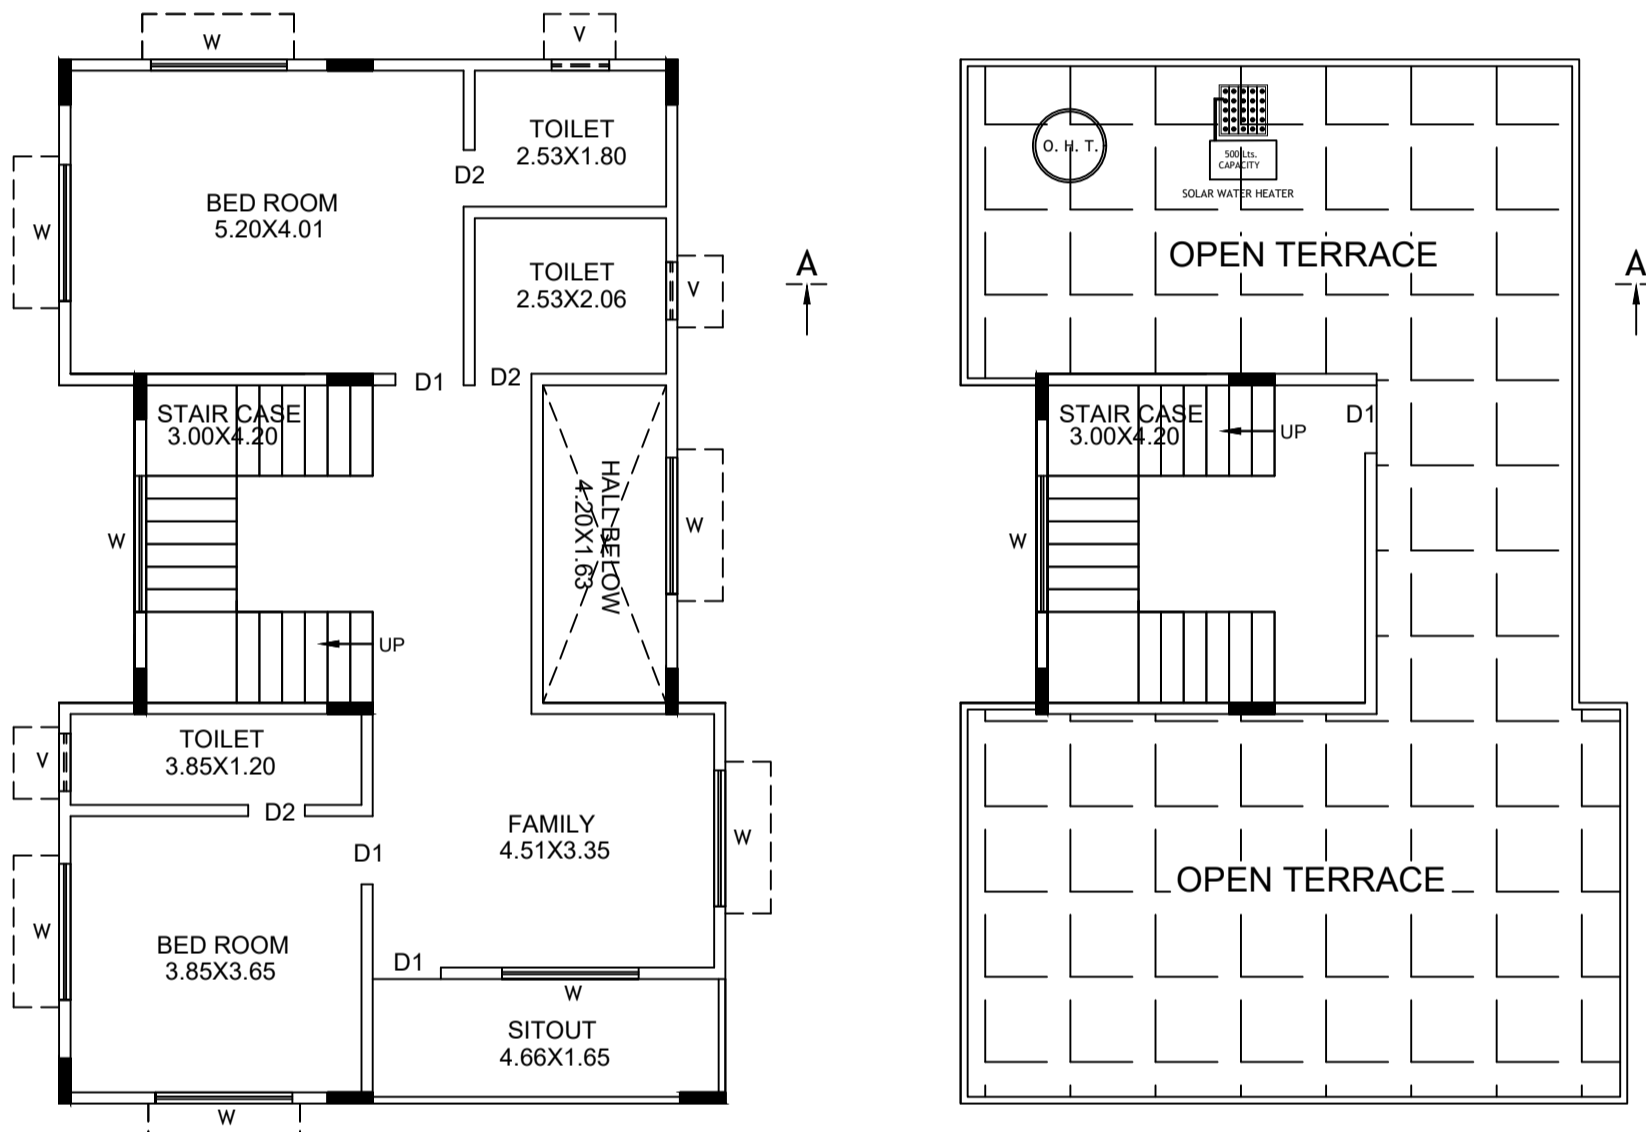 W
V
TOILET
2.53X1.80
D2
BED ROOM
5.20X4.01
W
TOILET
2.53X2.06
V
A
D1
D2
STAIR CASE
3.00X4.20
HALL BELOW
4.20X1.63
W
W
UP
TOILET
3.85X1.20
V
D2
D1
FAMILY
4.51X3.35
W
BED ROOM
3.85X3.65
W
D1
W
SITOUT
4.66X1.65
W
O. H. T.
500 Lts.
CAPACITY
SOLAR WATER HEATER
OPEN TERRACE
A
STAIR CASE
3.00X4.20
UP
D1
W
OPEN TERRACE